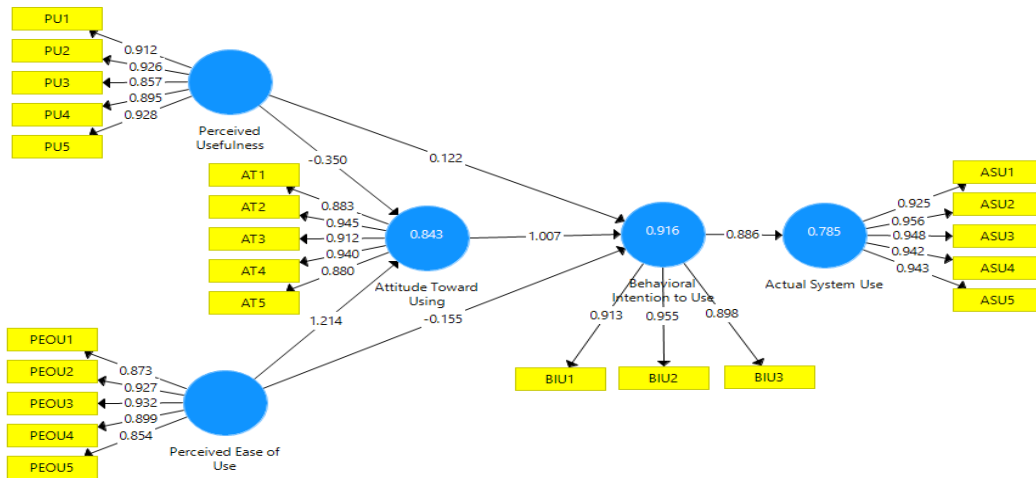 PU1
PU2
PU3
PU4
PU5
0.912
0.926
0.857
0.895
0.928
Perceived
Usefulness
-0.350
0.122
AT1
AT2
AT3
AT4
AT5
0.883
0.945
0.912
0.940
0.880
0.843
Attitude Toward
Using
1.007
1.214
-0.155
0.916
Behavioral
Intention to Use
0.886
0.785
Actual System Use
0.925
0.956
0.948
0.942
0.943
ASU1
ASU2
ASU3
ASU4
ASU5
0.913
0.955
0.898
BIU1
BIU2
BIU3
PEOU1
PEOU2
PEOU3
PEOU4
PEOU5
0.873
0.927
0.932
0.899
0.854
Perceived Ease of
Use